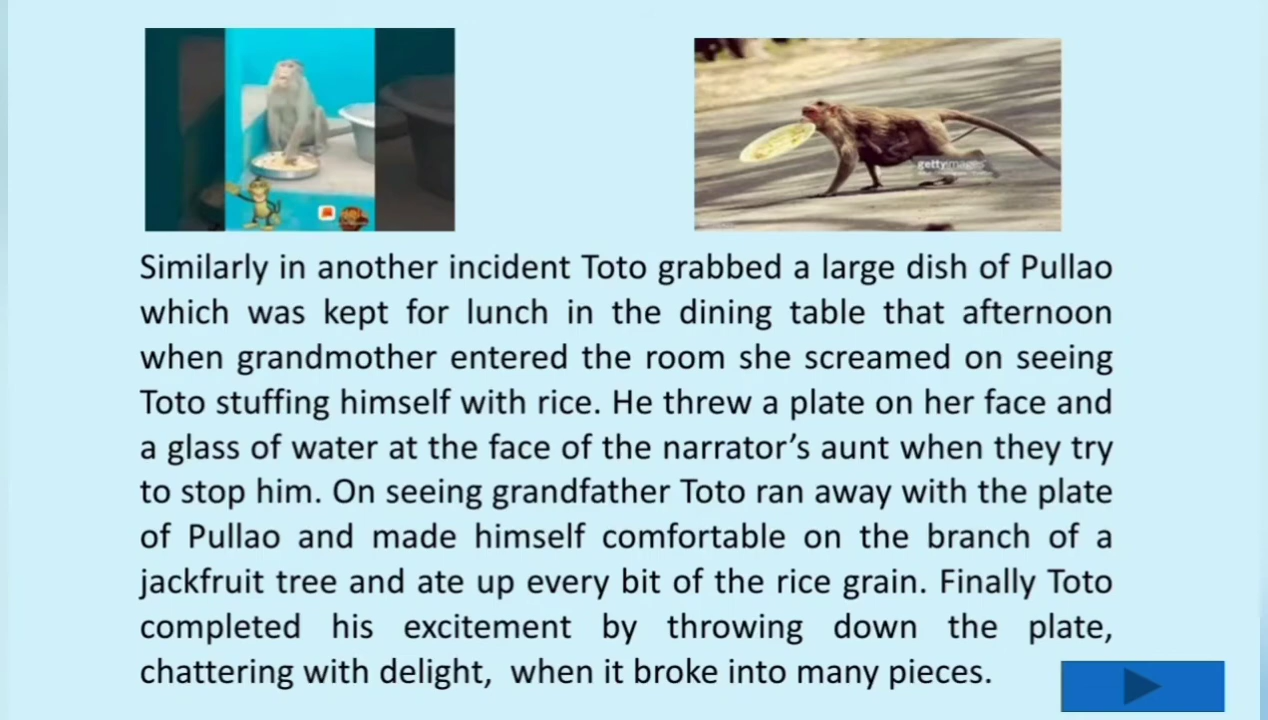 gettyimages
Similarly in another incident Toto grabbed a large dish of Pullao
which was kept for lunch in the dining table that afternoon
when grandmother entered the room she screamed on seeing
Toto stuffing himself with rice. He threw a plate on her face and
a glass of water at the face of the narrator’s aunt when they try
to stop him. On seeing grandfather Toto ran away with the plate
of Pullao and made himself comfortable on the branch of a
jackfruit tree and ate up every bit of the rice grain. Finally Toto
completed his excitement by throwing down the plate,
chattering with delight, when it broke into many pieces.